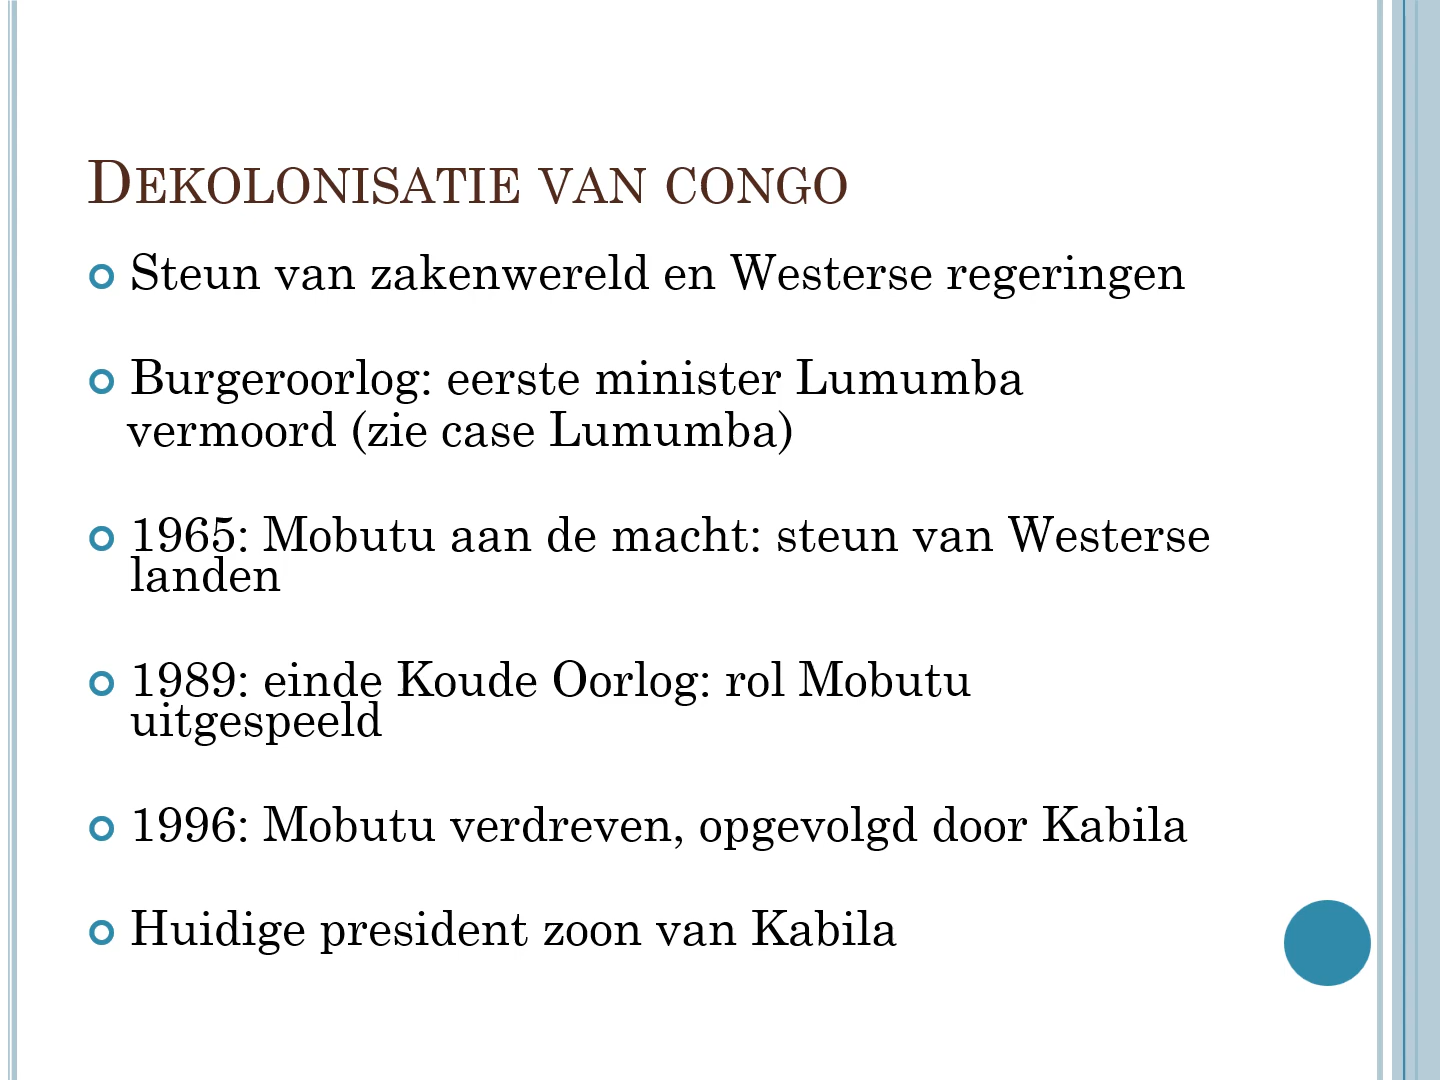 Dekolonisatie van congo
Steun van zakenwereld en Westerse regeringen
Burgeroorlog: eerste minister Lumumba
vermoord (zie case Lumumba)
1965: Mobutu aan de macht: steun van Westerse
landen
1989: einde Koude Oorlog: rol Mobutu
uitgespeeld
1996: Mobutu verdreven, opgevolgd door Kabila
Huidige president zoon van Kabila